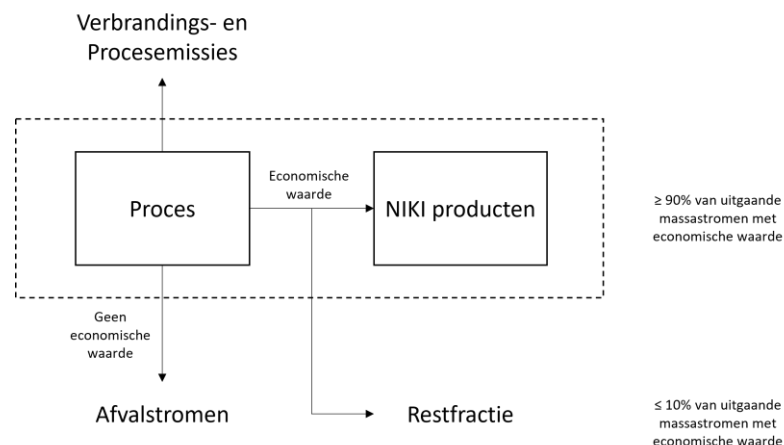 Verbrandings- en
Procesemissies
Proces
Economische
waarde
NIKI producten
≥ 90% van uitgaande
massastromen met
economische waarde
Geen
economische
waarde
Afvalstromen
Restfractie
≤ 10% van uitgaande
massastromen met
economische waarde